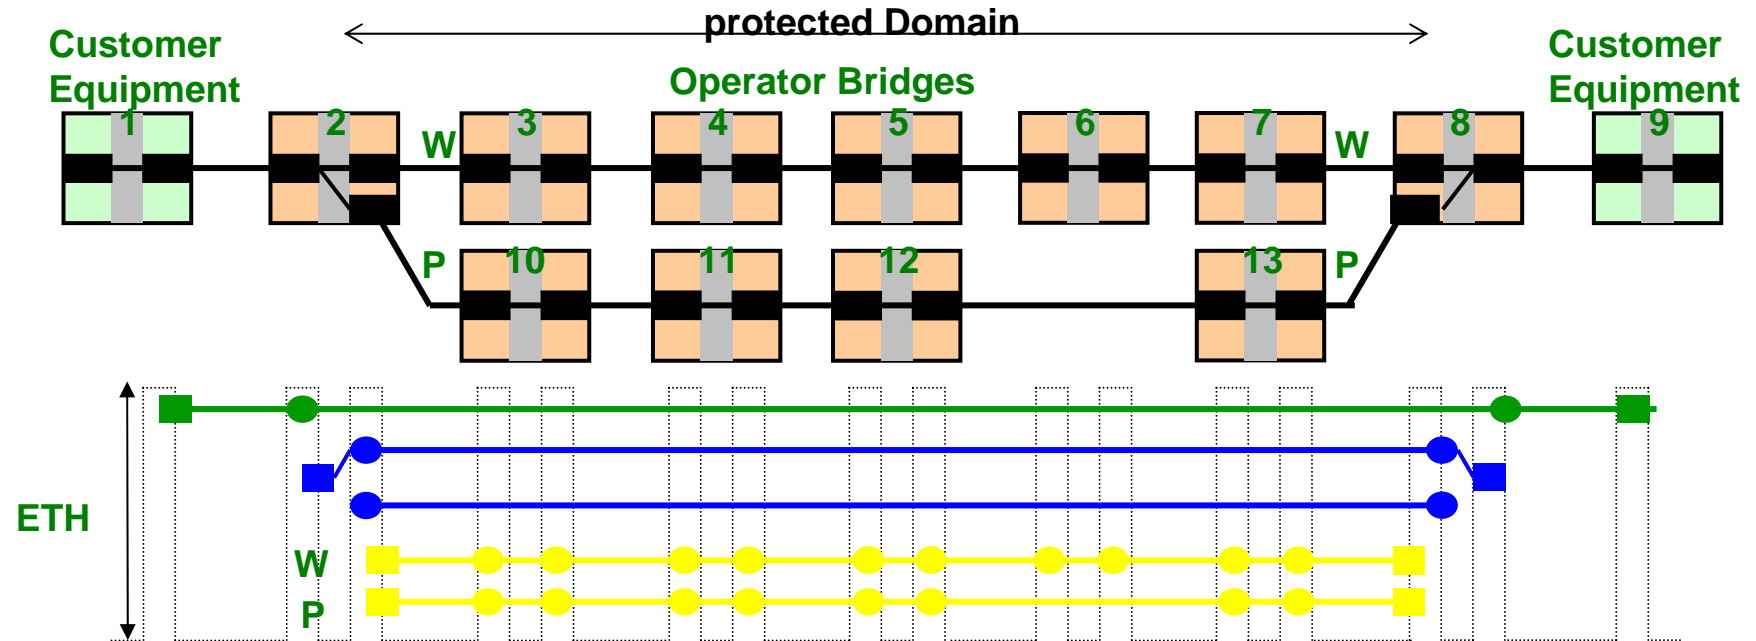 protected Domain
Customer
Equipment
Operator Bridges
Customer
Equipment
1
2
3
4
5
6
7
8
9
W
W
P
P
10
11
12
13
ETH
W
P